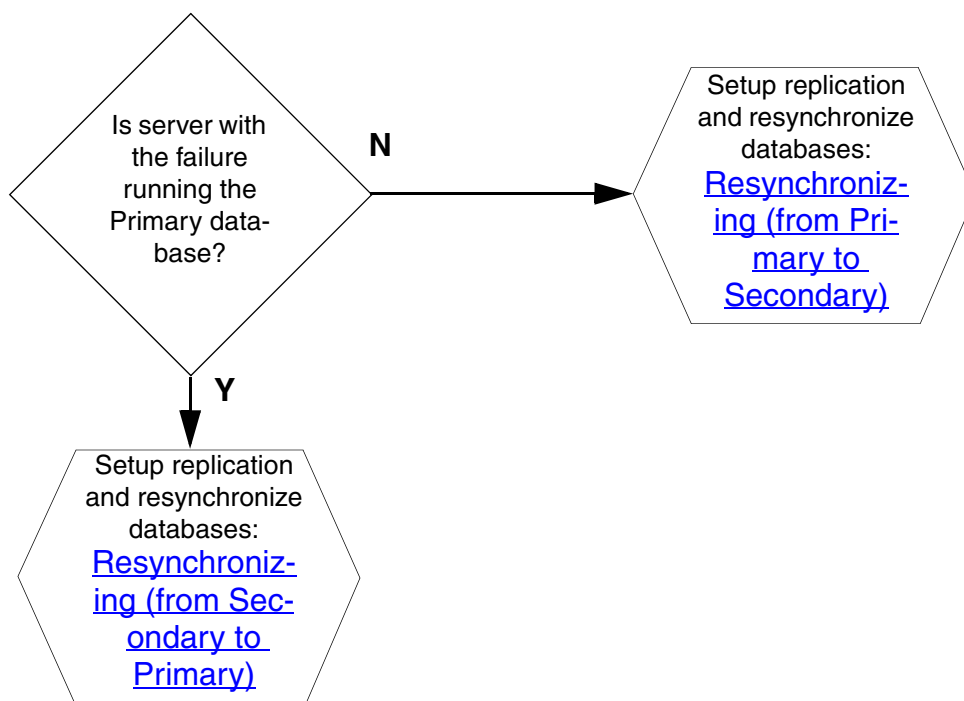 Is server with
the failure
running the
Primary data-
base?
N
Setup replication
and resynchronize
databases:
Resynchroniz-
ing (from Pri-
mary to
Secondary)
Y
Setup replication
and resynchronize
databases:
Resynchroniz-
ing (from Sec-
ondary to
Primary)